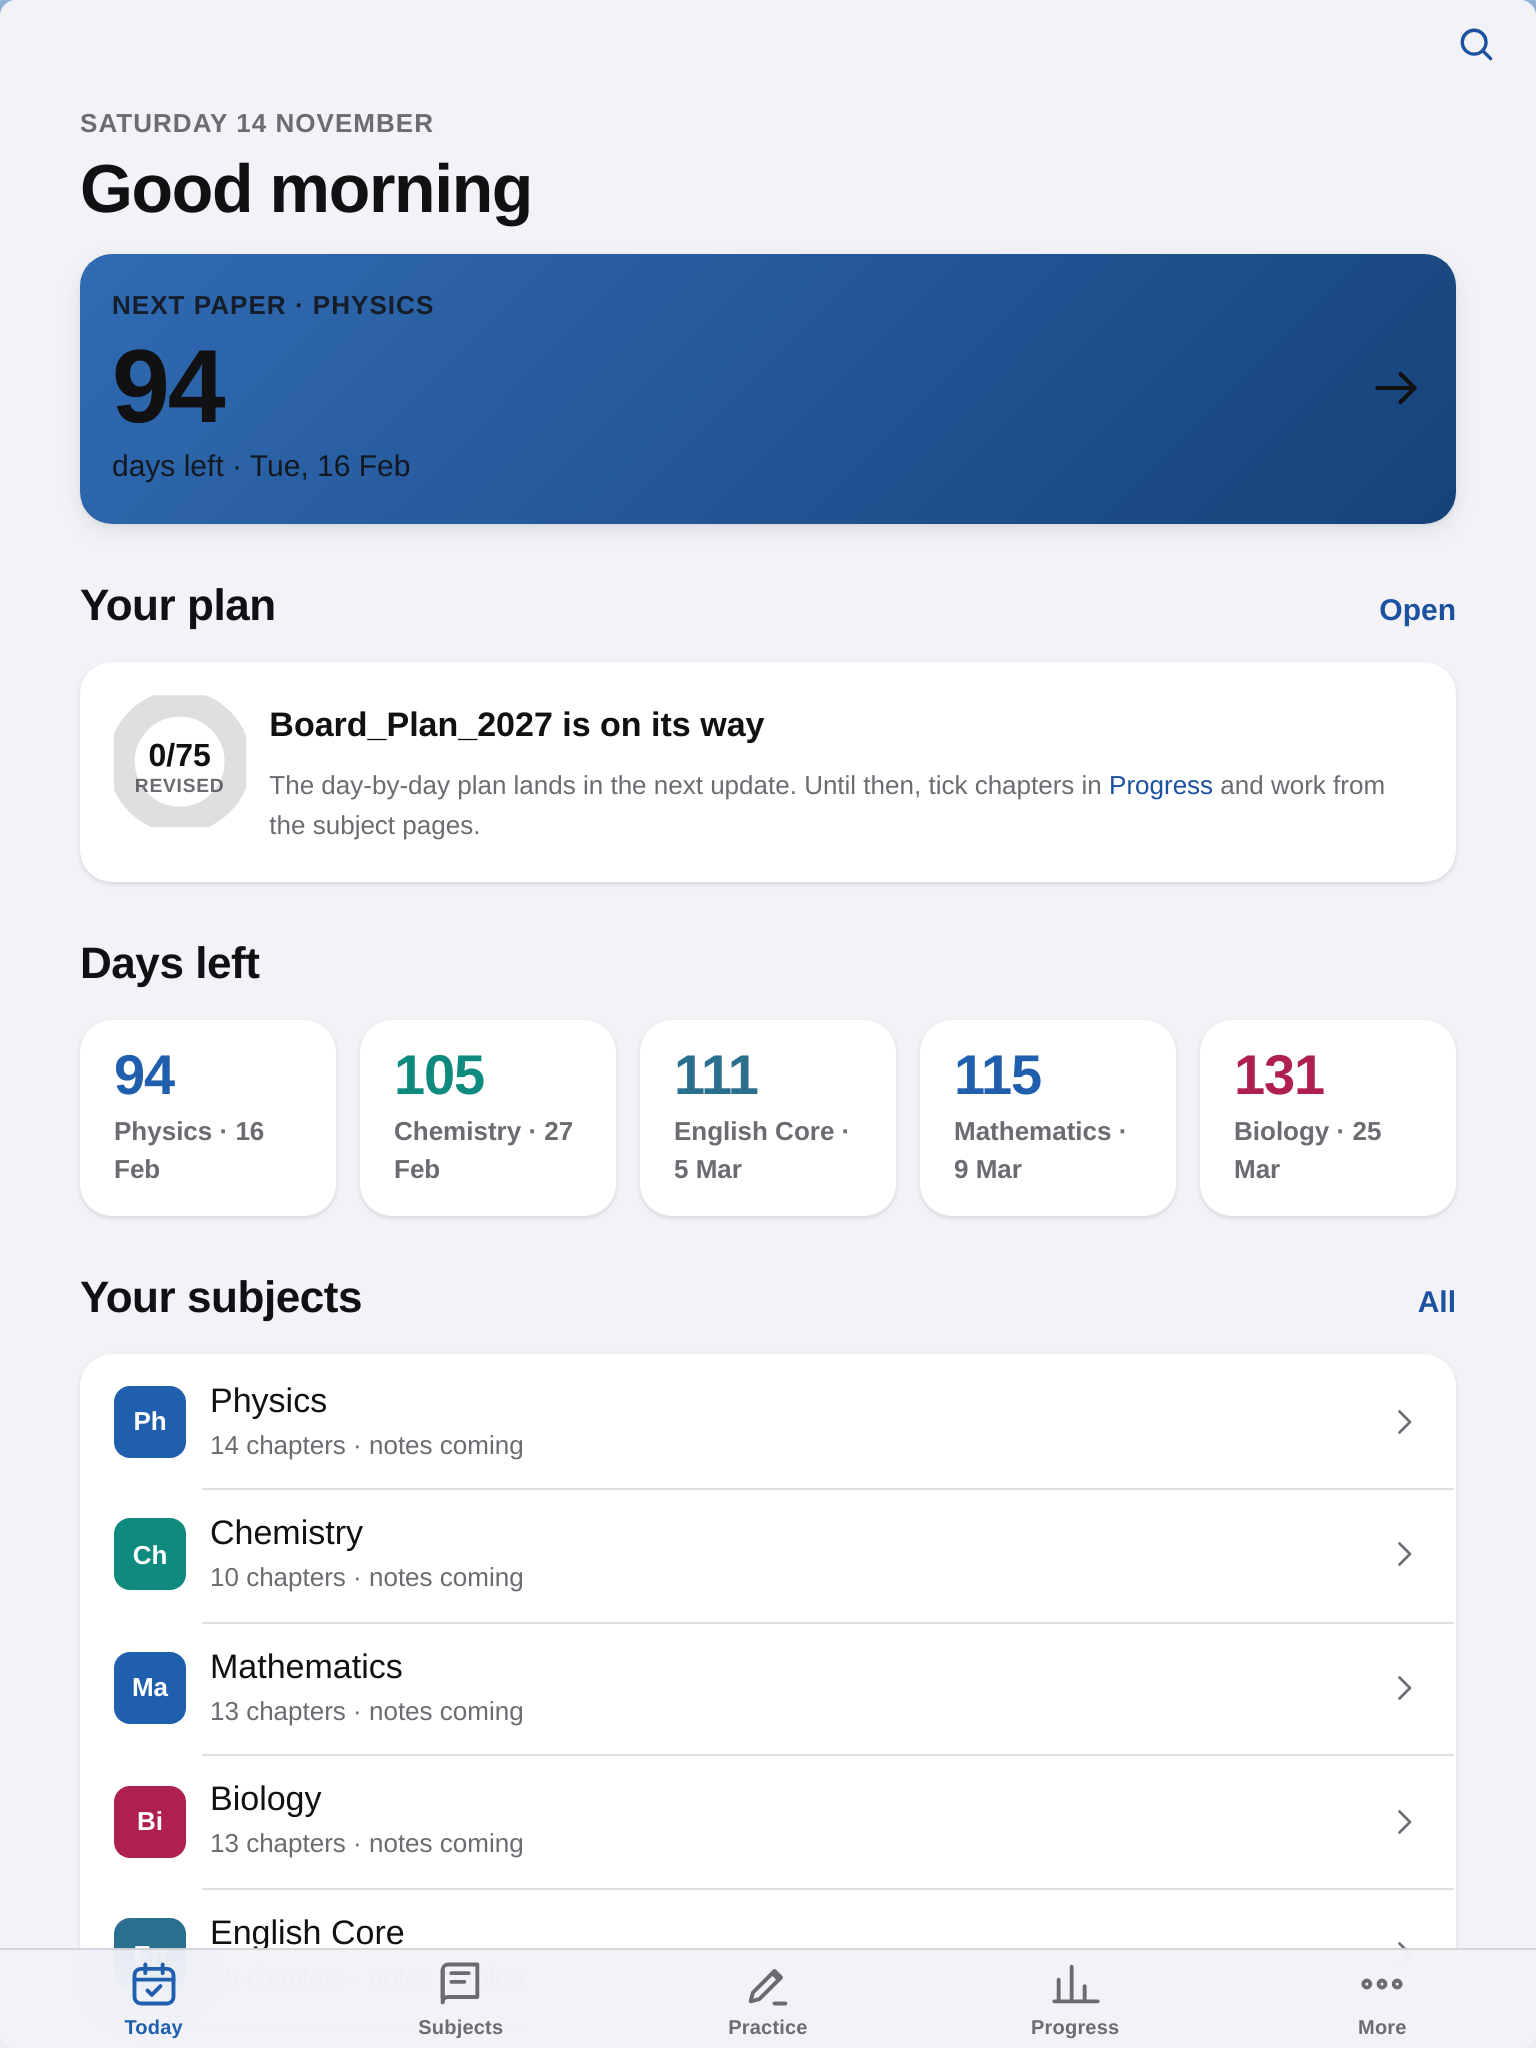 SATURDAY 14 NOVEMBER
Good morning
NEXT PAPER · PHYSICS
94
days left · Tue, 16 Feb
Your plan
Open
0/75
REVISED
Board_Plan_2027 is on its way
The day-by-day plan lands in the next update. Until then, tick chapters in Progress and work from
the subject pages.
Days left
94
Physics · 16
Feb
105
Chemistry · 27
Feb
111
English Core ·
5 Mar
115
Mathematics ·
9 Mar
131
Biology · 25
Mar
Your subjects
All
Ph
Physics
14 chapters · notes coming
Ch
Chemistry
10 chapters · notes coming
Ma
Mathematics
13 chapters · notes coming
Bi
Biology
13 chapters · notes coming
English Core
Today
Subjects
Practice
Progress
More